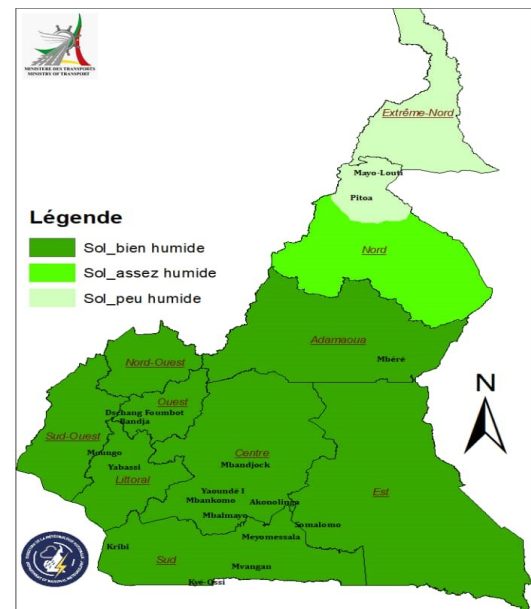 MINISTERE DES TRANSPORTS
MINISTRY OF TRANSPORT
Extrême-Nord
Mayo-Louti
Pitoa
Légende
Sol_bien humide
Sol_assez humide
Sol_peu humide
Nord
Adamaoua
Mbéré
N
Nord-Ouest
Ouest
Dschang Foumbot
Bandja
Sud-Ouest
Moungo
Centre
Mbandjock
Yabassi
Littoral
Est
Yaoundé I
Mbankomo
Akonolinga
Mbalmayo
Somalomo
Meyomessala
Kribi
Sud
Mvangan
Kye-Ossi